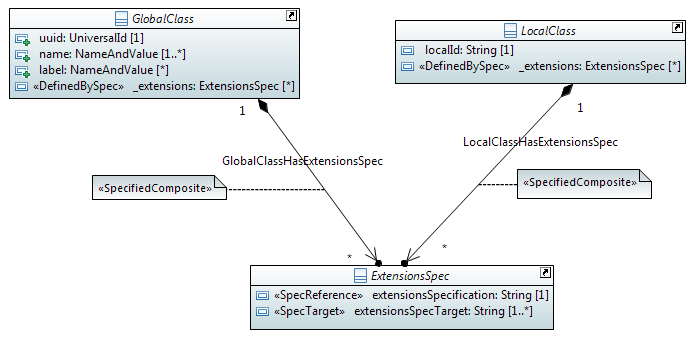 GlobalClass
uuid: UniversalId [1]
name: NameAndValue [1..*]
label: NameAndValue [*]
«DefinedBySpec» _extensions: ExtensionsSpec [*]
LocalClass
localId: String [1]
«DefinedBySpec» _extensions: ExtensionsSpec [*]
1
1
LocalClassHasExtensionsSpec
GlobalClassHasExtensionsSpec
«SpecifiedComposite»
«SpecifiedComposite»
*
*
ExtensionsSpec
«SpecReference» extensionsSpecification: String [1]
«SpecTarget» extensionsSpecTarget: String [1..*]